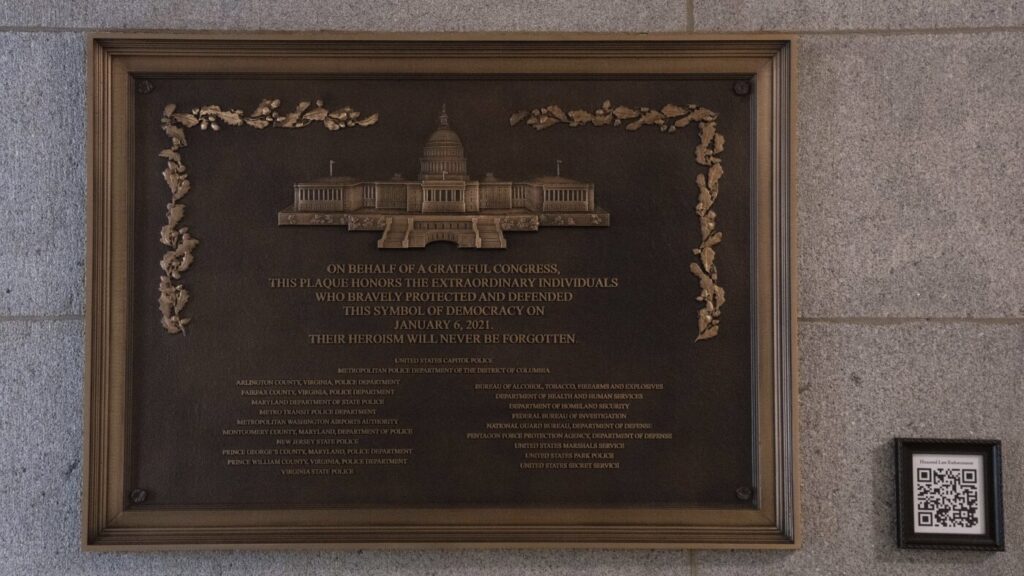 ON BEHALF OF A GRATEFUL CONGRESS,
THIS PLAQUE HONORS THE EXTRAORDINARY INDIVIDUALS
WHO BRAVELY PROTECTED AND DEFENDED
THIS SYMBOL OF DEMOCRACY ON
JANUARY 6, 2021.
THEIR HEROISM WILL NEVER BE FORGOTTEN.
UNITED STATES CAPITOL POLICE
METROPOLITAN POLICE DEPARTMENT OF THE DISTRICT OF COLUMBIA
ARLINGTON COUNTY, VIRGINIA, POLICE DEPARTMENT
FAIRFAX COUNTY, VIRGINIA, POLICE DEPARTMENT
MARYLAND DEPARTMENT OF STATE POLICE
METRO TRANSIT POLICE DEPARTMENT
METROPOLITAN WASHINGTON AIRPORTS AUTHORITY
MONTGOMERY COUNTY, MARYLAND, DEPARTMENT OF POLICE
NEW JERSEY STATE POLICE
PRINCE GEORGE'S COUNTY, MARYLAND, POLICE DEPARTMENT
PRINCE WILLIAM COUNTY, VIRGINIA, POLICE DEPARTMENT
VIRGINIA STATE POLICE
BUREAU OF ALCOHOL, TOBACCO, FIREARMS AND EXPLOSIVES
DEPARTMENT OF HEALTH AND HUMAN SERVICES
DEPARTMENT OF HOMELAND SECURITY
FEDERAL BUREAU OF INVESTIGATION
NATIONAL GUARD BUREAU, DEPARTMENT OF DEFENSE
PENTAGON FORCE PROTECTION AGENCY, DEPARTMENT OF DEFENSE
UNITED STATES MARSHALS SERVICE
UNITED STATES PARK POLICE
UNITED STATES SECRET SERVICE
Honored Law Enforcement